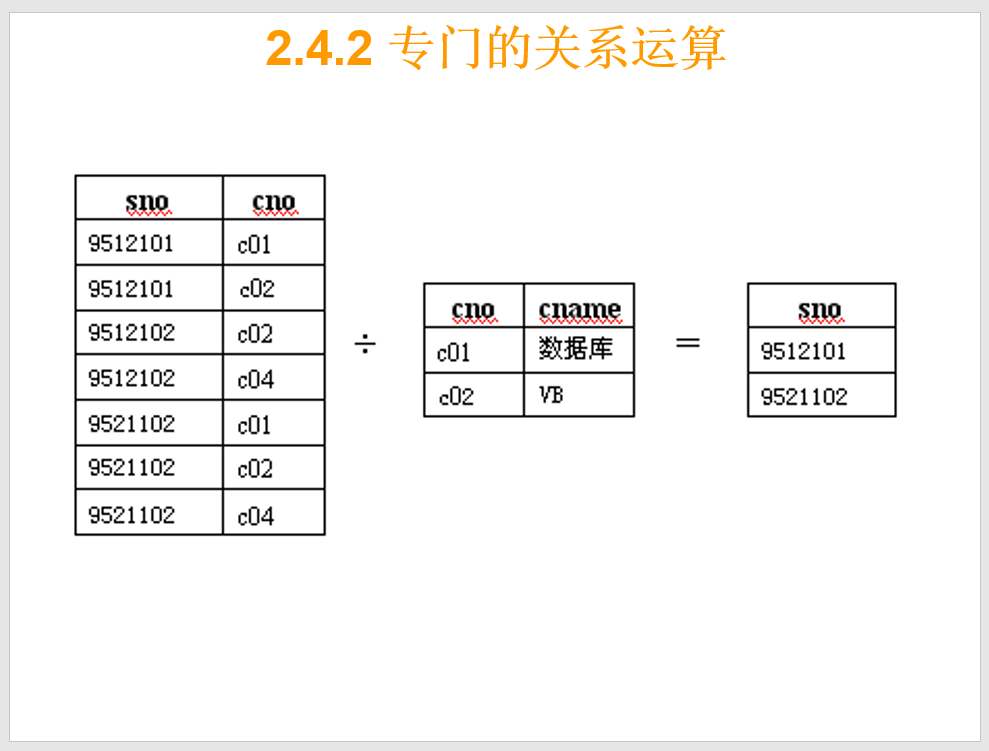 2.4.2 专门的关系运算
sno cno
9512101 c01
9512101 c02
9512102 c02
9512102 c04
9521102 c01
9521102 c02
9521102 c04
÷
cno cname
c01 数据库
c02 VB
=
sno
9512101
9521102